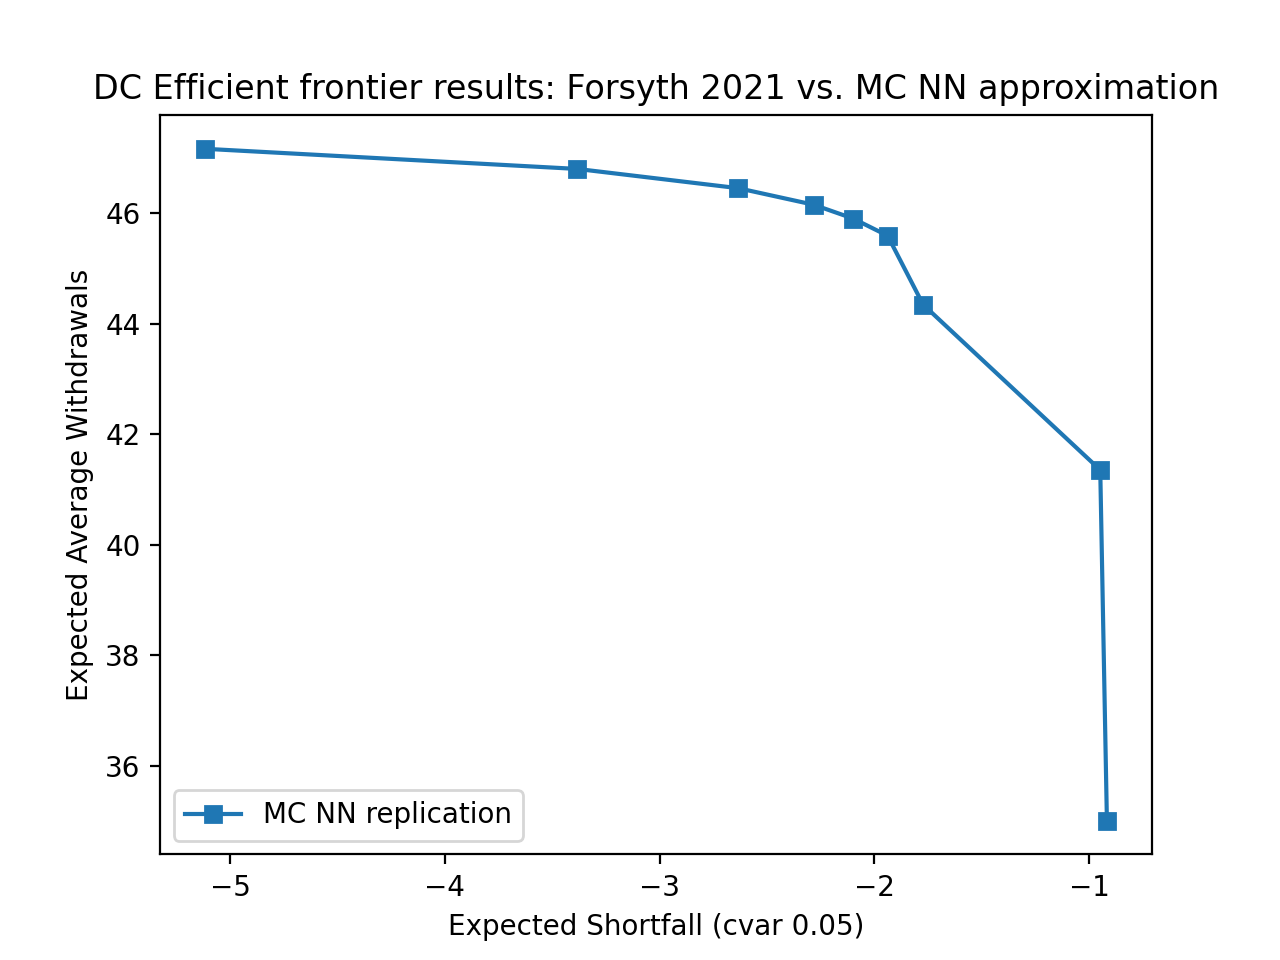 DC Efficient frontier results: Forsyth 2021 vs. MC NN approximation
Expected Average Withdrawals
46
44
42
40
38
36
MC NN replication
−5
−4
−3
−2
−1
Expected Shortfall (cvar 0.05)